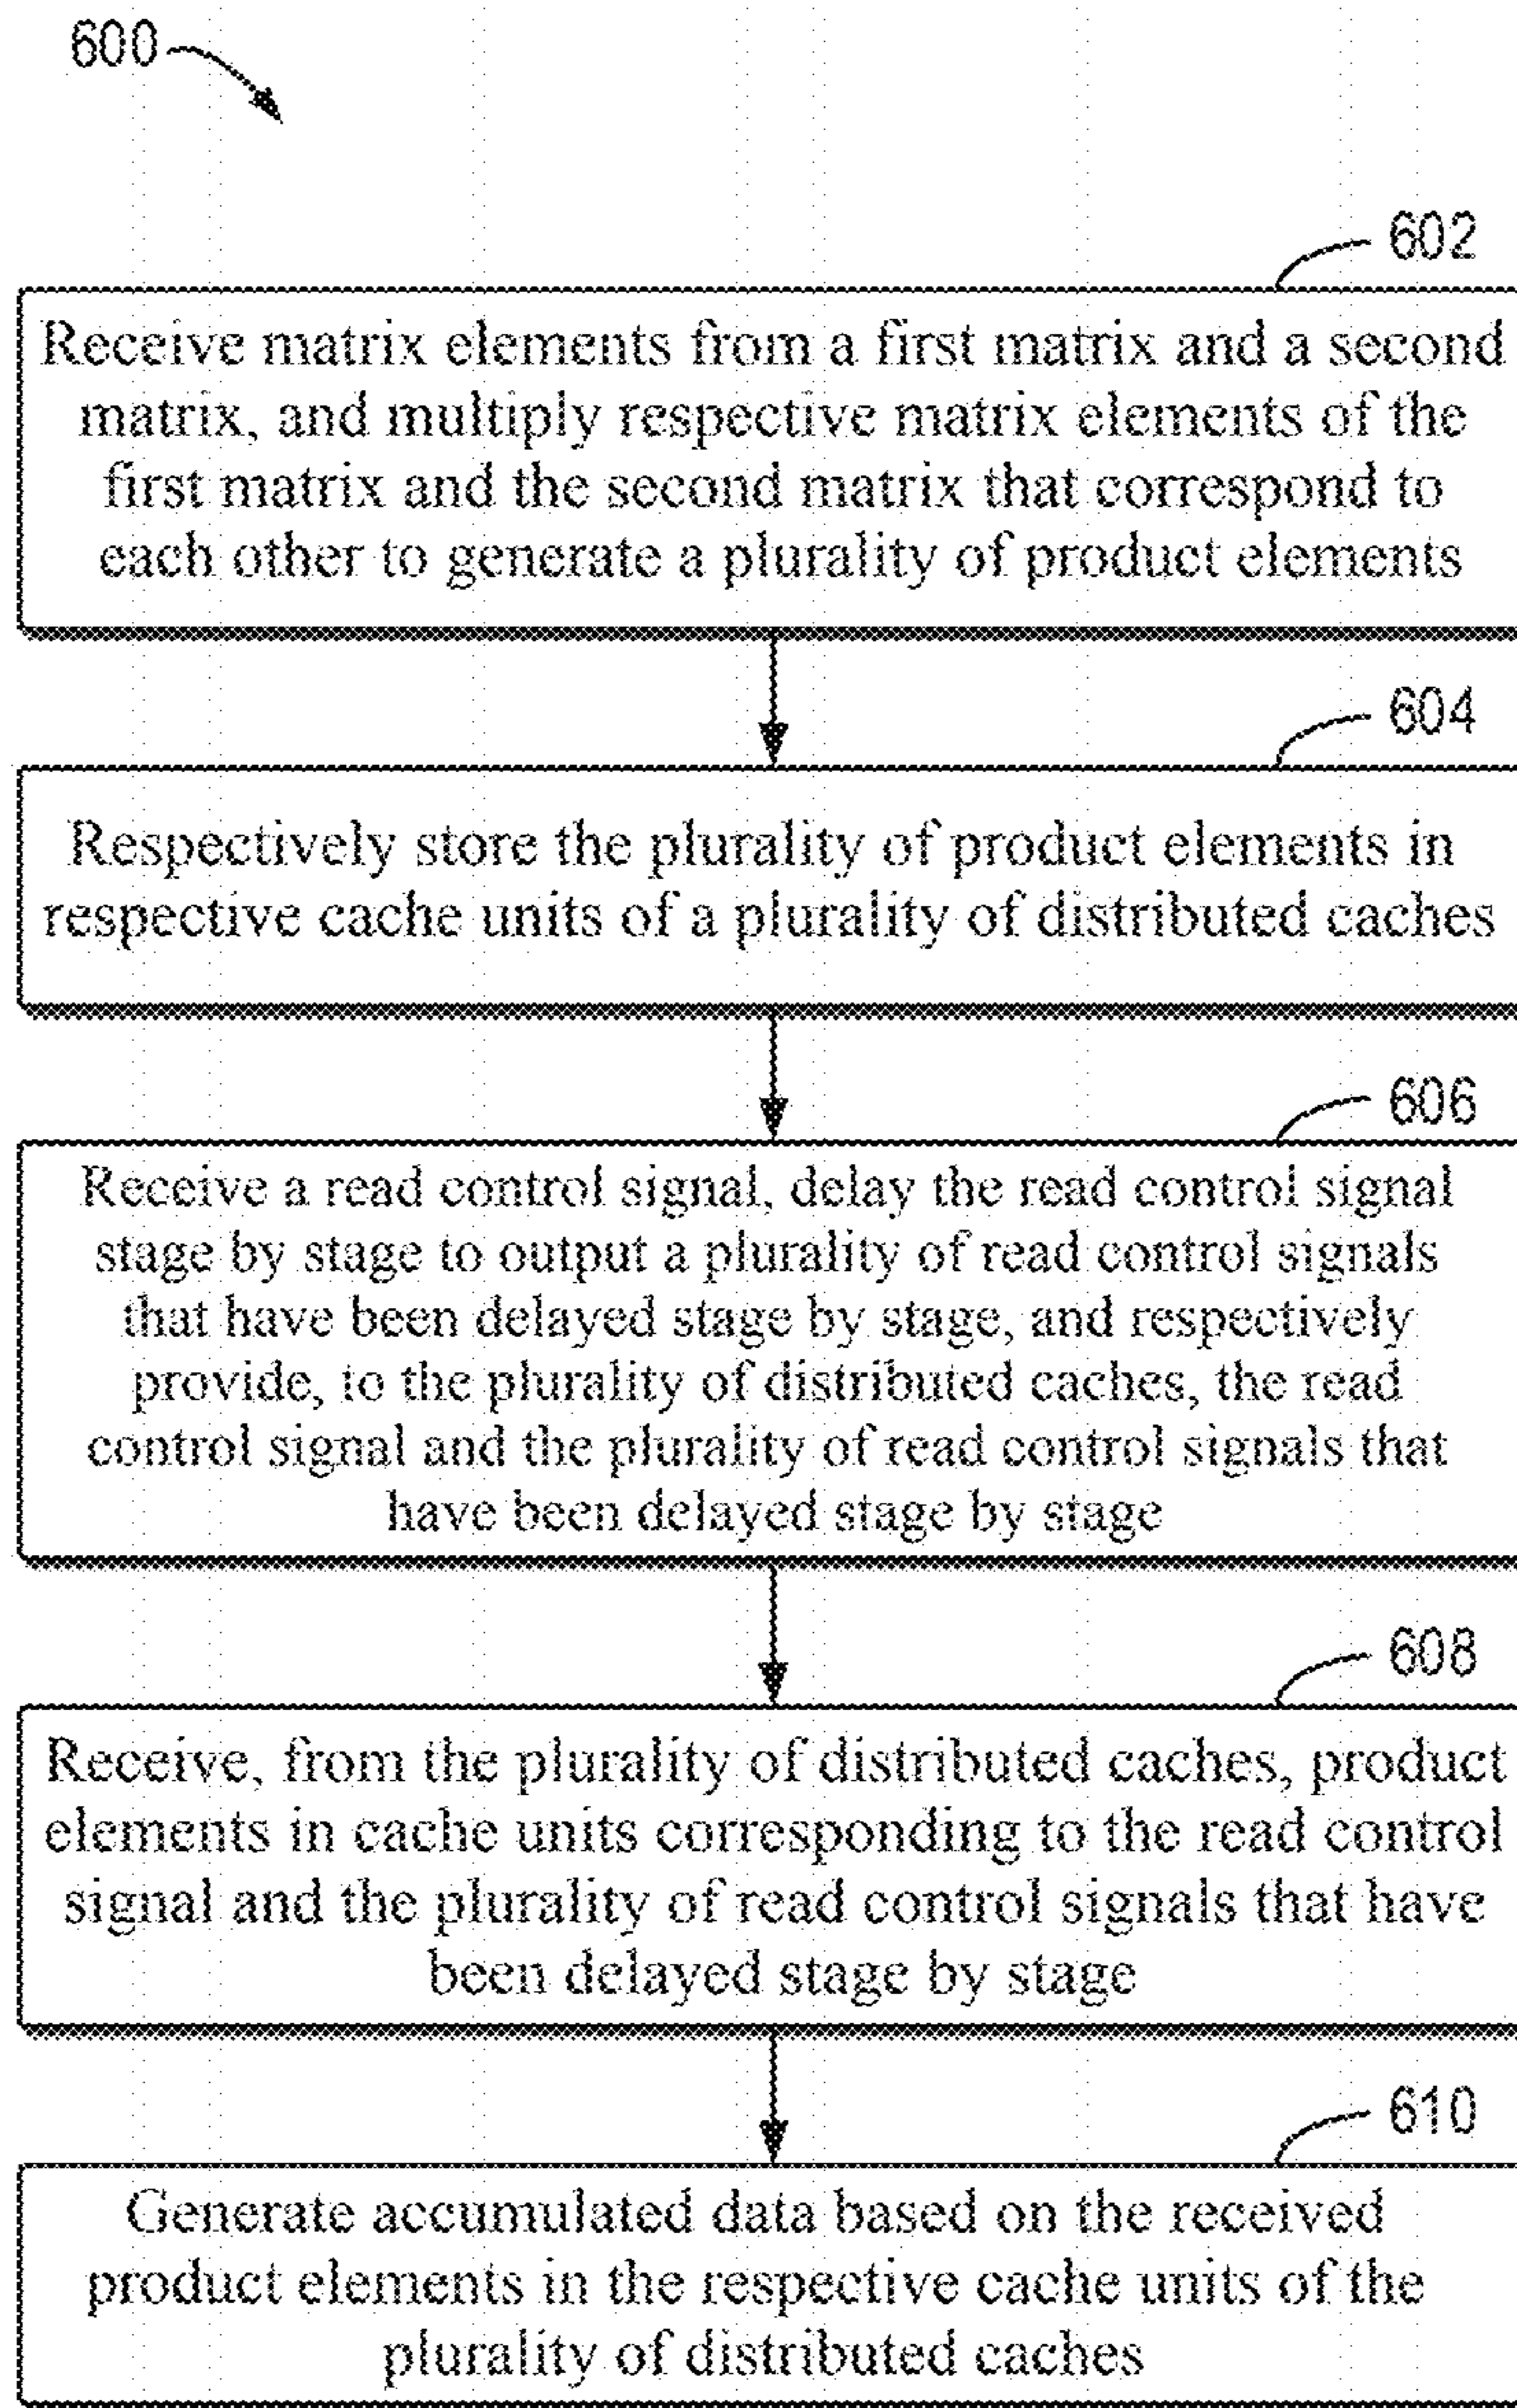 600
602
Receive matrix elements from a first matrix and a second
matrix, and multiply respective matrix elements of the
first matrix and the second matrix that correspond to
each other to generate a plurality of product elements
604
Respectively store the plurality of product elements in
respective cache units of a plurality of distributed caches
606
Receive a read control signal, delay the read control signal
stage by stage to output a plurality of read control signals
that have been delayed stage by stage, and respectively
provide, to the plurality of distributed caches, the read
control signal and the plurality of read control signals that
have been delayed stage by stage
608
Receive, from the plurality of distributed caches, product
elements in cache units corresponding to the read control
signal and the plurality of read control signals that have
been delayed stage by stage
610
Generate accumulated data based on the received
product elements in the respective cache units of the
plurality of distributed caches